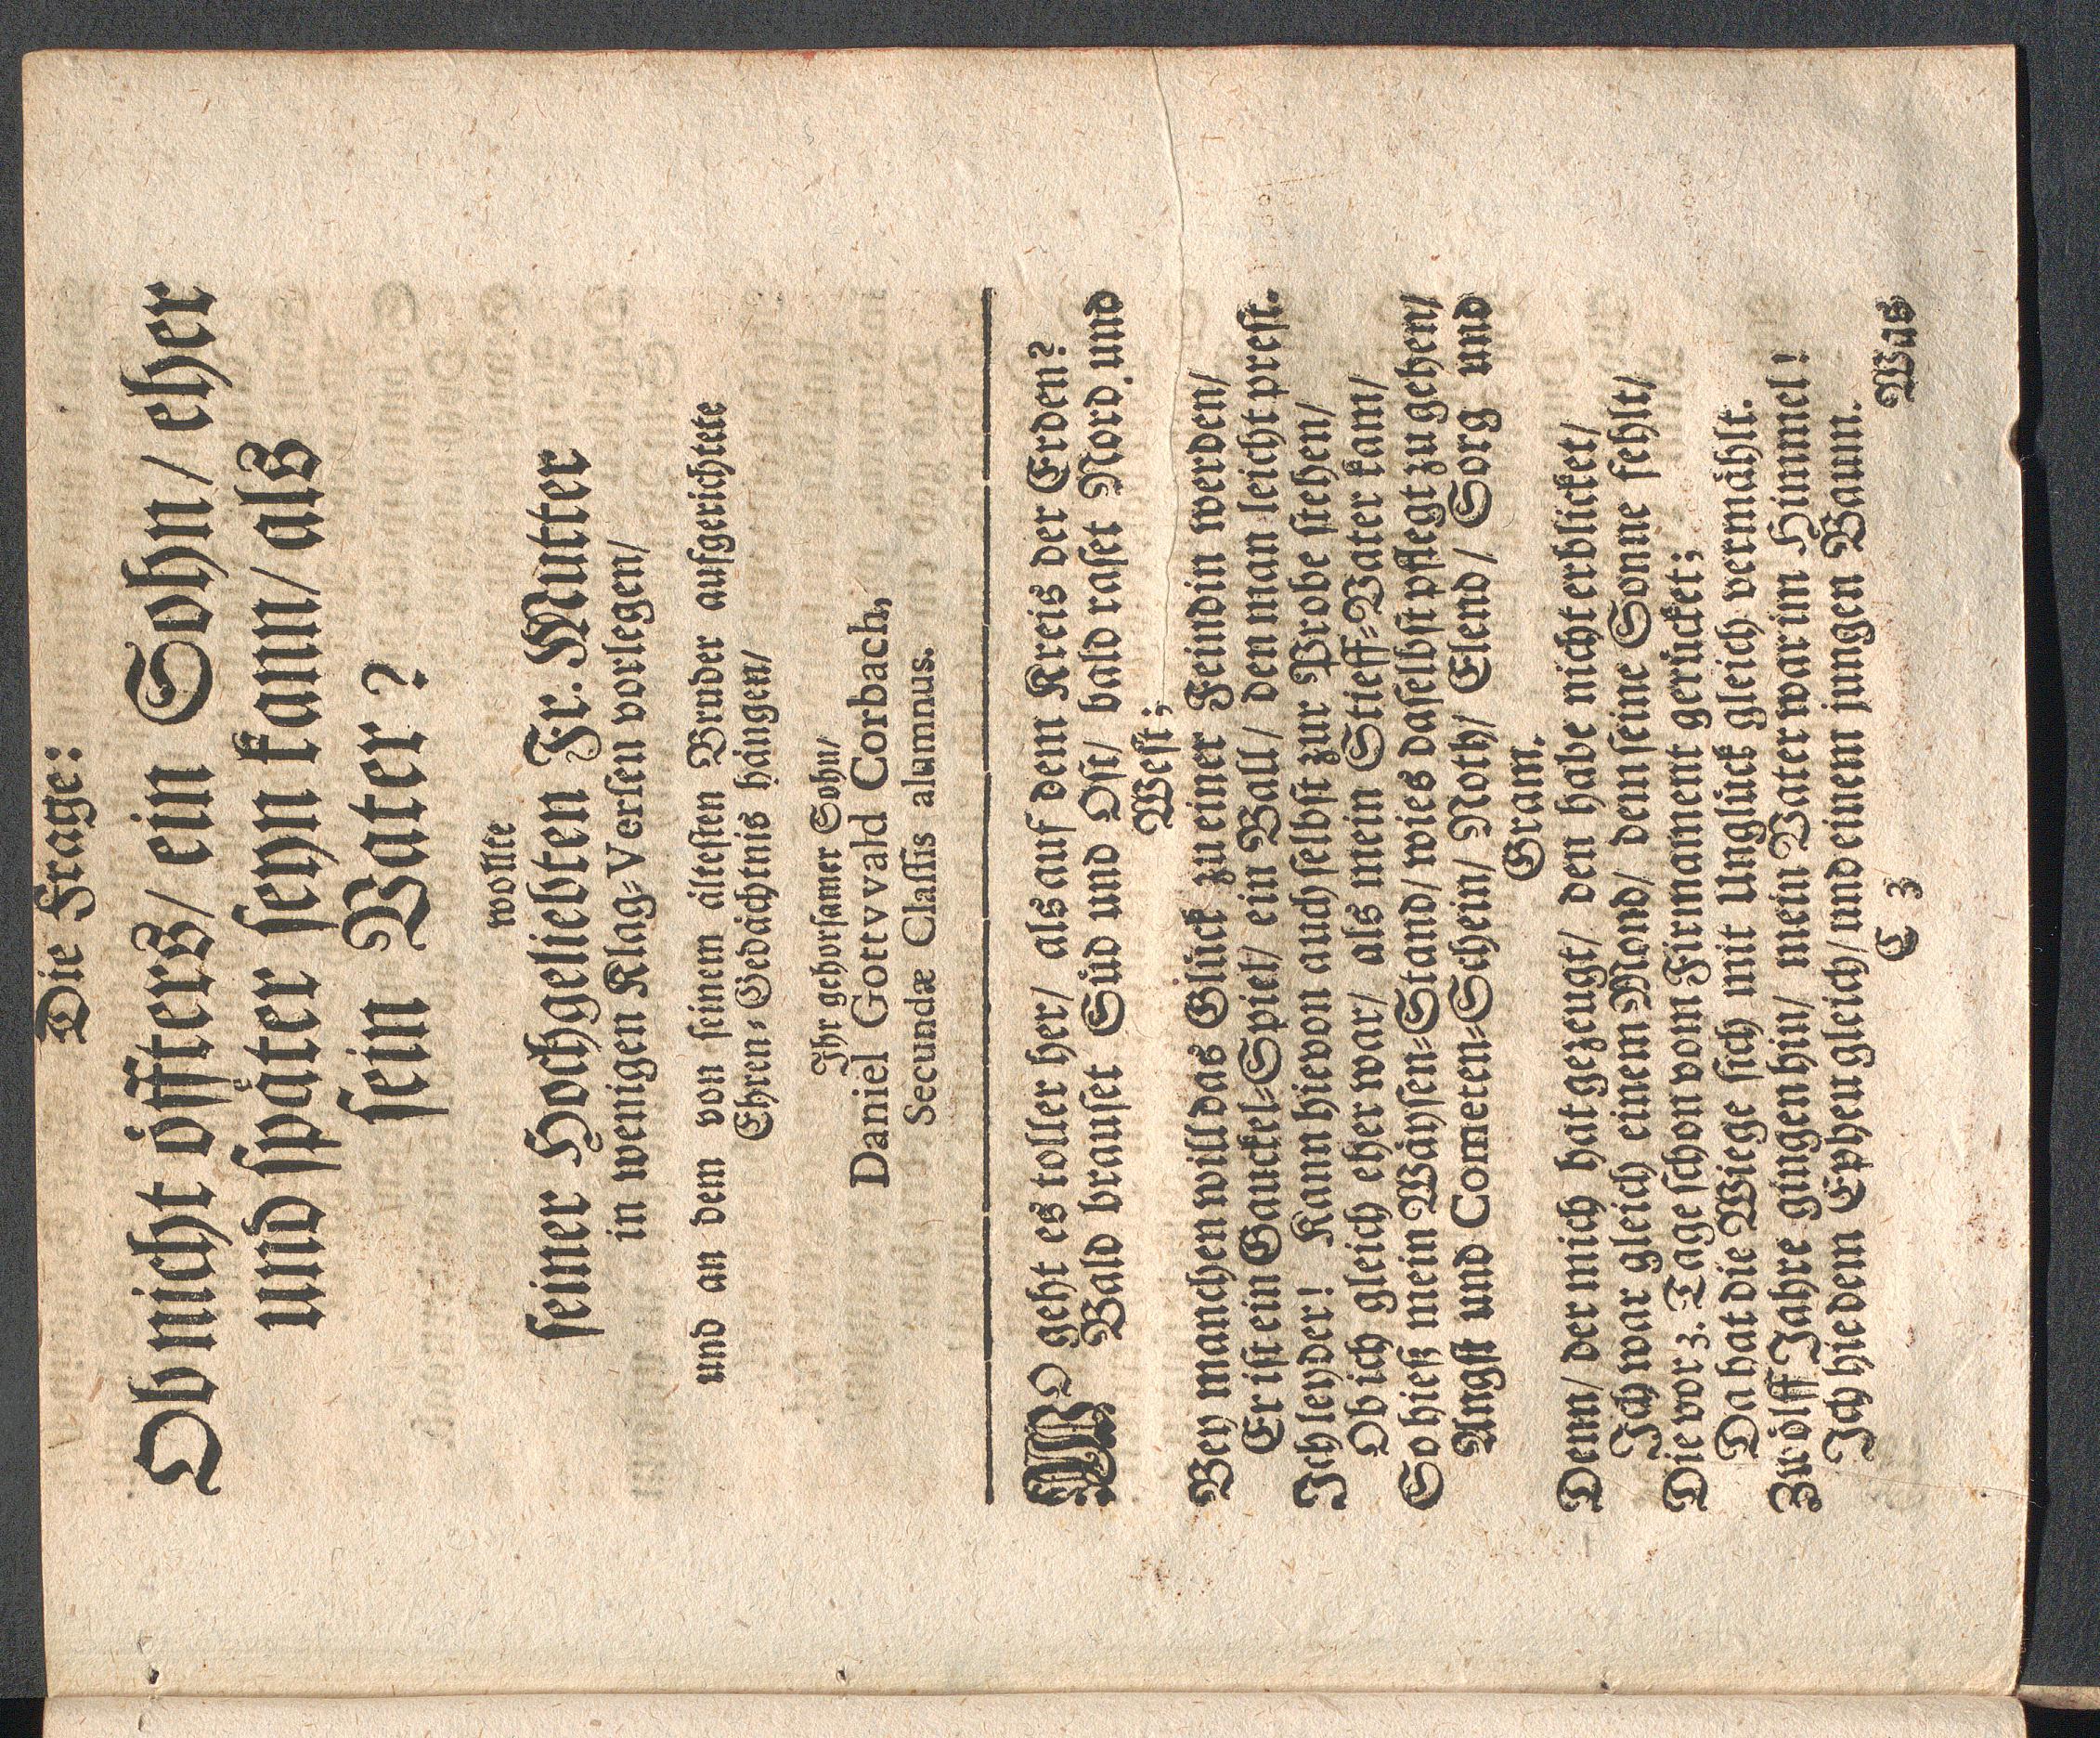 Die Frage:
Ob nicht öffters/ ein Sohn/ eher
und später seyn kann/ als
sein Vater?
wollte
seiner Hochgeliebten Fr. Mutter
in wenigen Klag-Versen vorlegen/
und an dem von seinem ältesten Bruder aufgerichtete
Ehren-Gedächtnis hängen/
Ihr gehorsamer Sohn/
Daniel Gottvvald Corbach,
Secundæ Classis alumnus.
WO geht es toller her/ als auf dem Kreis der Erden?
Bald brauset Süd und Ost/ bald raset Nord und
West;
Bey manchen will das Glück zu einer Feindin werden/
Er ist ein Gauckel-Spiel/ ein Ball/ den man leicht prest.
Ich leyder! Kann hievon auch selbst zur Probe stehen/
Ob ich gleich eher war/ als mein Stieff-Vater kam/
So hieß mein Wäysen-Stand/ wies daselbst pflegt zu gehen/
Angst und Cometen-Schein/ Noth/ Elend/ Sorg und
Gram.
Denn/ der mich hat gezeugt/ den habe nicht erblicket/
Ich war gleich einem Mond/ dem seine Sonne fehlt/
Die vor 3. Tage schon vom Firmament gerücket;
Da hat die Wiege sich mit Unglück gleich vermählt.
Zwölff Jahre gingen hin/ mein Vater war im Himmel!
Ich hie dem Epheu gleich/ und einem jungen Baum.
C 3
Was